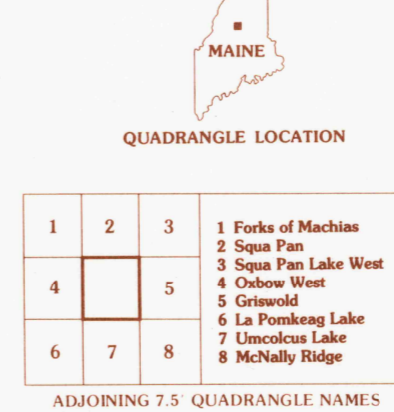 MAINE
QUADRANGLE LOCATION
1 2 3
4 5
6 7 8
1 Forks of Machias
2 Squa Pan
3 Squa Pan Lake West
4 Oxbow West
5 Griswold
6 La Pomkeag Lake
7 Umcolcus Lake
8 McNally Ridge
ADJOINING 7.5′ QUADRANGLE NAMES